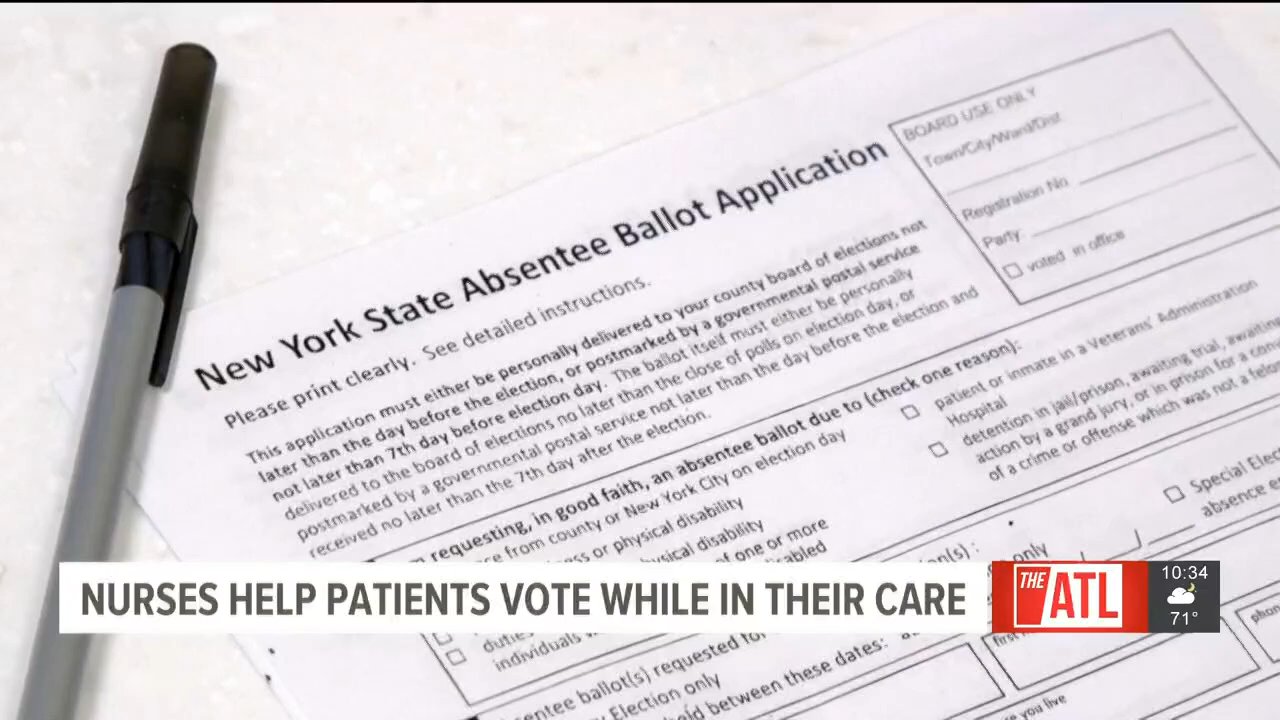 BOARD USE ONLY
Town/City/Ward/Dist
Registration No
Party:
voted in office
New York State Absentee Ballot Application
Please print clearly. See detailed instructions.
This application must either be personally delivered to your county board of elections not
later than the day before the election, or postmarked by a governmental postal service
not later than 7th day before election day. The ballot itself must either be personally
delivered to the board of elections no later than the close of polls on election day, or
postmarked by a governmental postal service not later than the day before the election and
received no later than the 7th day after the election.
requesting, in good faith, an absentee ballot due to (check one reason):
from county or New York City on election day
or physical disability
physical disability
of one or more
patient or inmate in a Veterans' Administration
Hospital
detention in jail/prison, awaiting trial, awaiting
action by a grand jury, or in prison for a
of a crime or offense which was not a
Special
absence
only
individuals
ballot(s) requested for
Election only
held between these dates:
first
you live
NURSES HELP PATIENTS VOTE WHILE IN THEIR CARE
THE ATL
10:34
71°